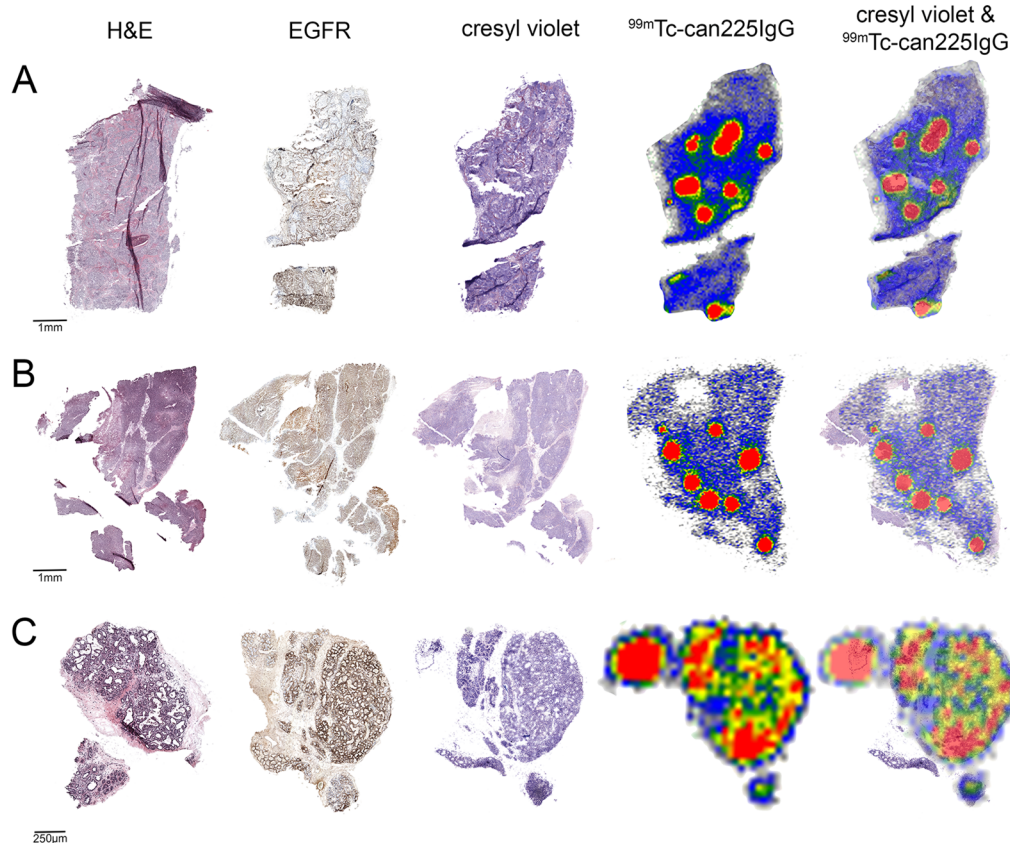 H&E EGFR cresyl violet ⁹⁹ᵐTc-can225IgG cresyl violet &
⁹⁹ᵐTc-can225IgG
A
1mm
B
1mm
C
250µm